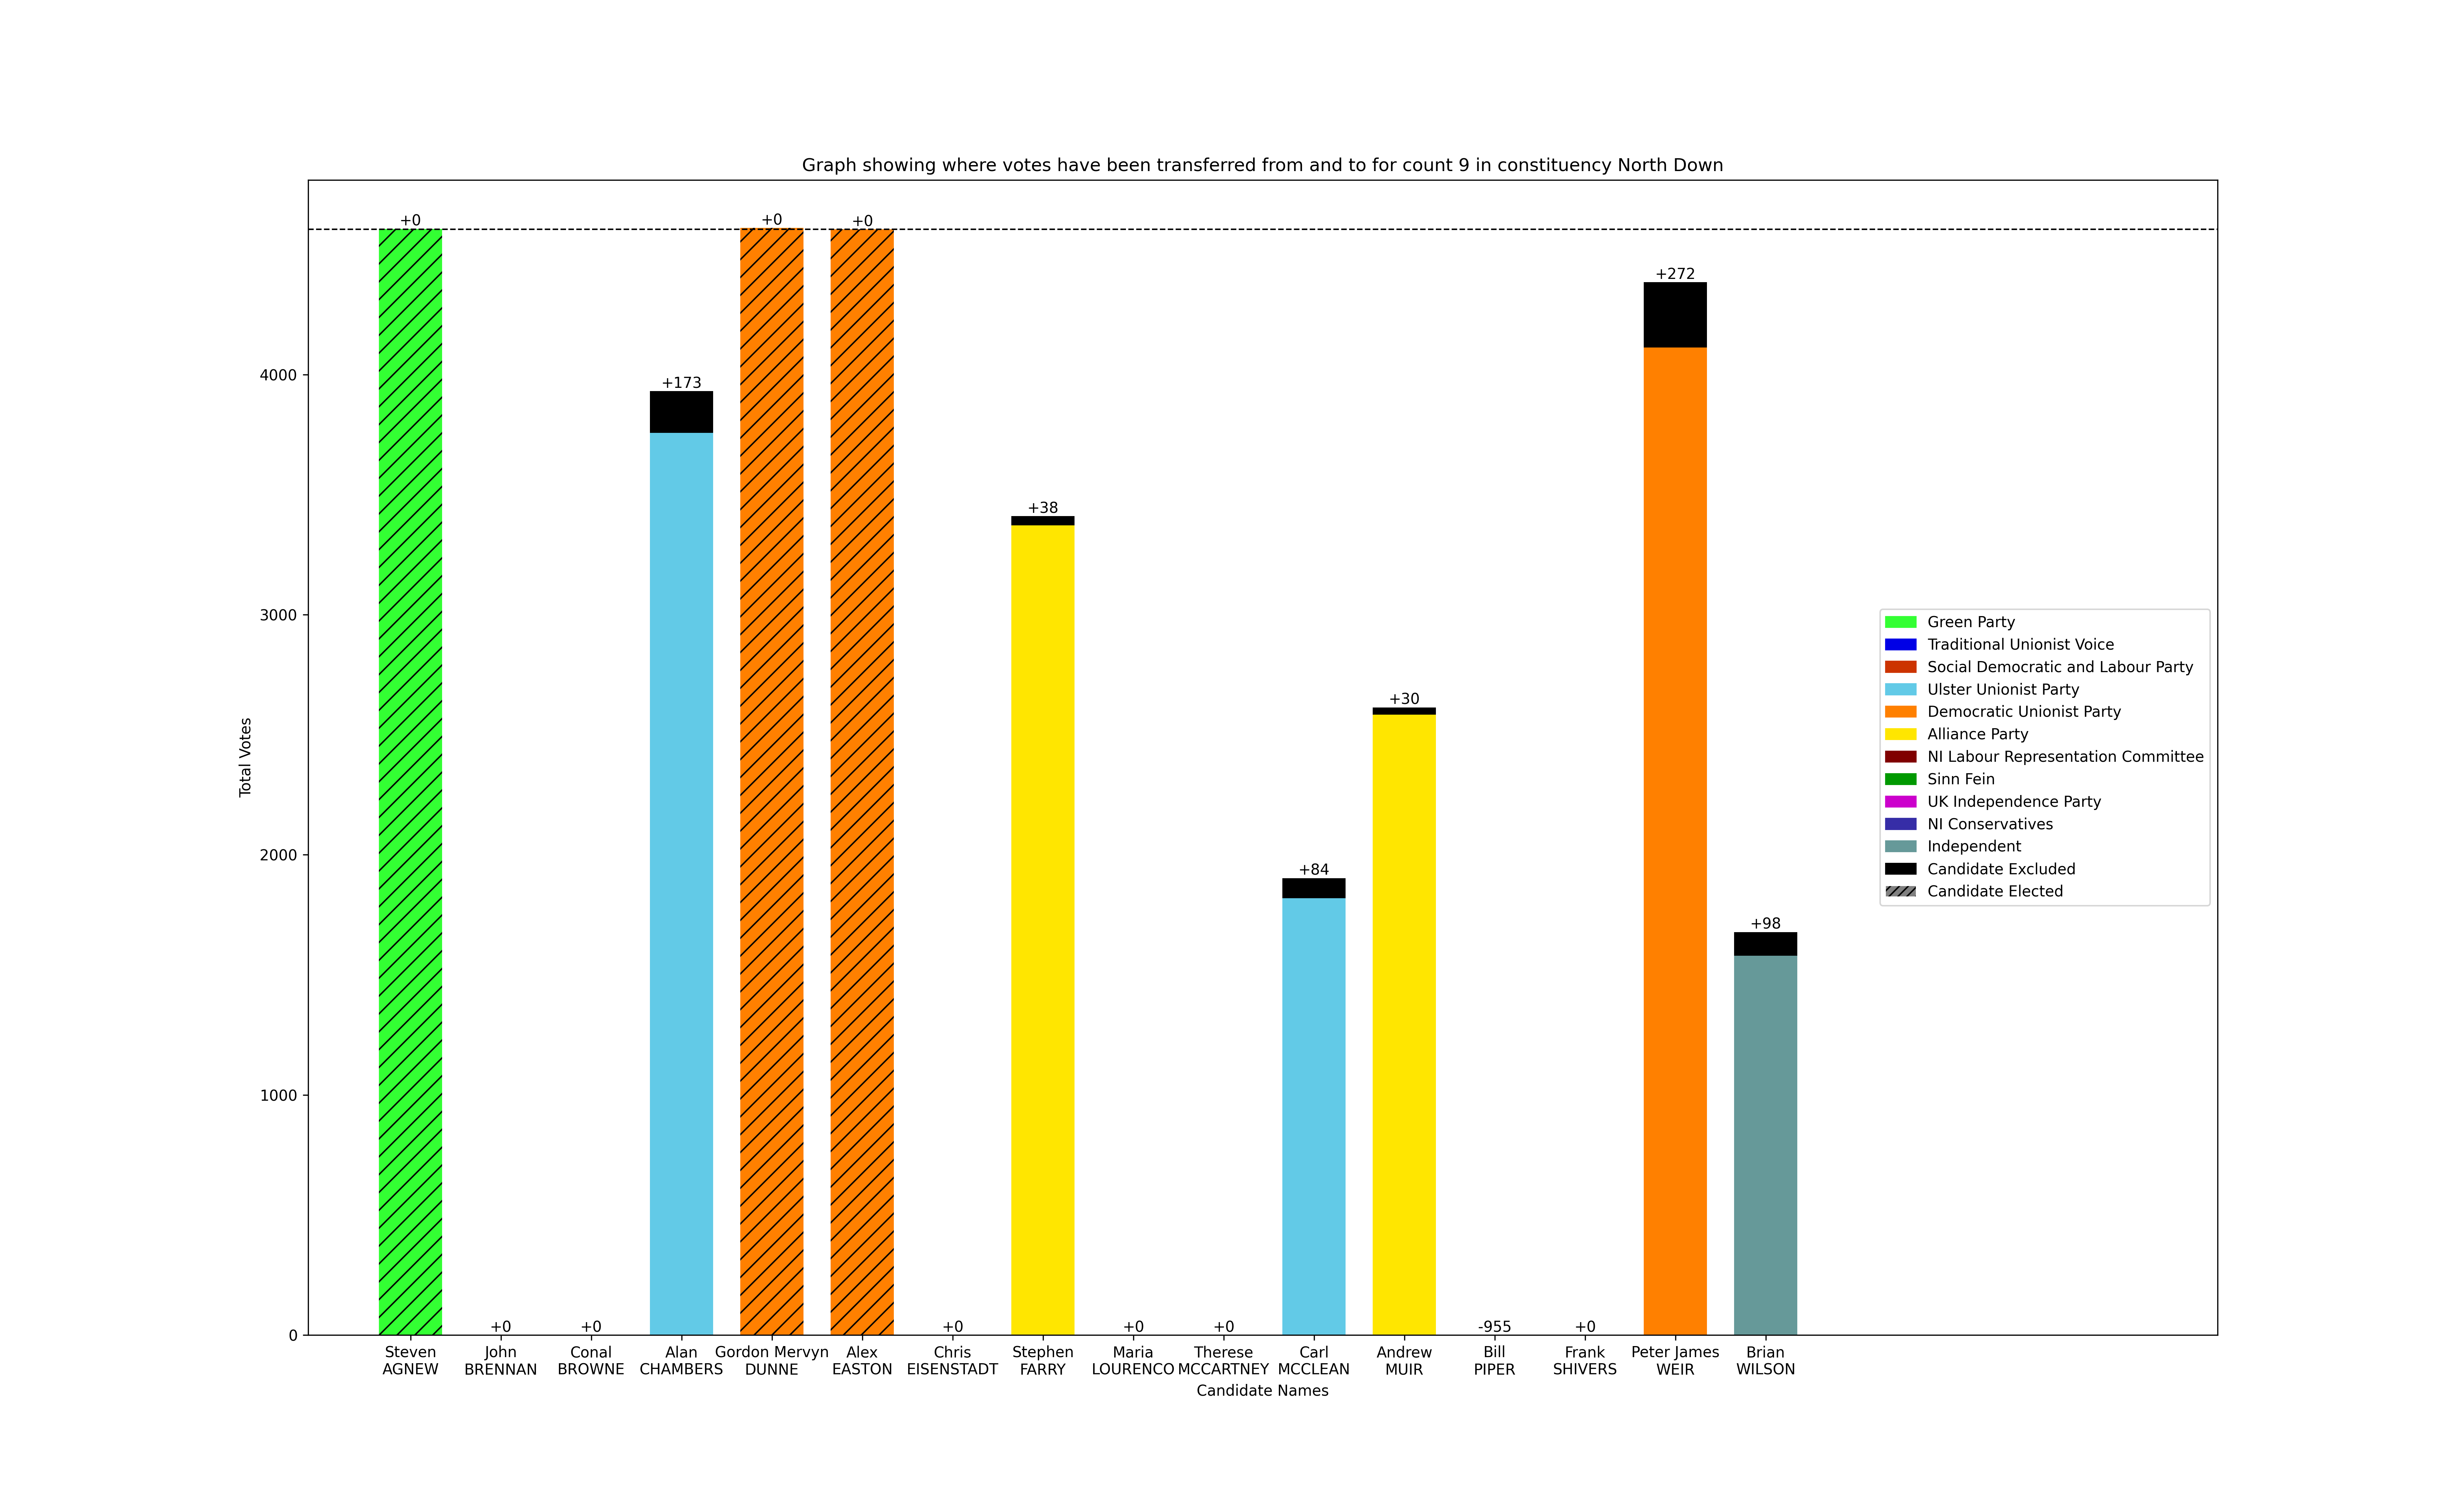 Graph showing where votes have been transferred from and to for count 9 in constituency North Down
+0
+0
+0
+272
+173
+38
+30
+84
+98
+0
+0
+0
+0
+0
-955
+0
4000
3000
2000
1000
0
Total Votes
Green Party
Traditional Unionist Voice
Social Democratic and Labour Party
Ulster Unionist Party
Democratic Unionist Party
Alliance Party
NI Labour Representation Committee
Sinn Fein
UK Independence Party
NI Conservatives
Independent
Candidate Excluded
Candidate Elected
Steven
AGNEW
John
BRENNAN
Conal
BROWNE
Alan
CHAMBERS
Gordon Mervyn
DUNNE
Alex
EASTON
Chris
EISENSTADT
Stephen
FARRY
Maria
LOURENCO
Therese
MCCARTNEY
Carl
MCCLEAN
Andrew
MUIR
Bill
PIPER
Frank
SHIVERS
Peter James
WEIR
Brian
WILSON
Candidate Names